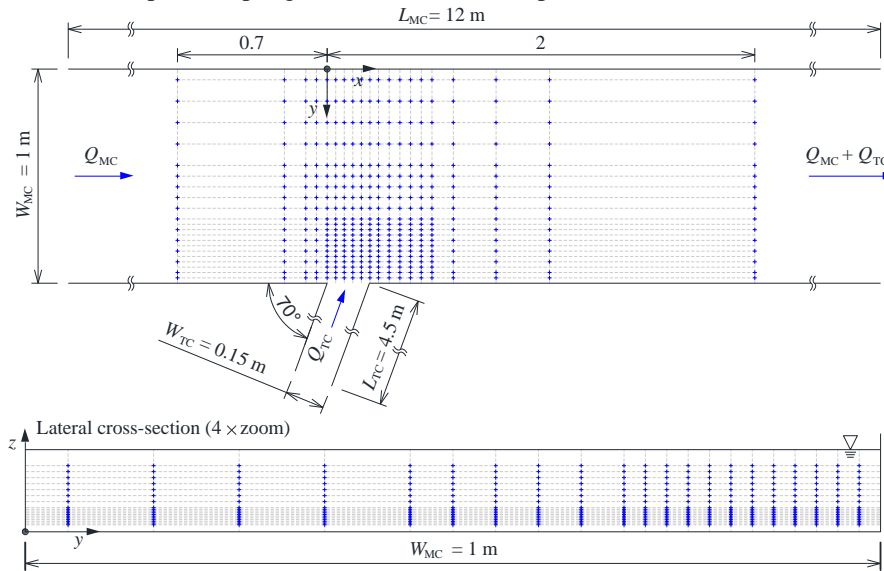 L_MC = 12 m
0.7
2
x
y
Q_MC
Q_MC + Q_TC
W_MC = 1 m
70°
W_TC = 0.15 m
Q_TC
L_TC = 4.5 m
Lateral cross-section (4 × zoom)
z
y
W_MC = 1 m